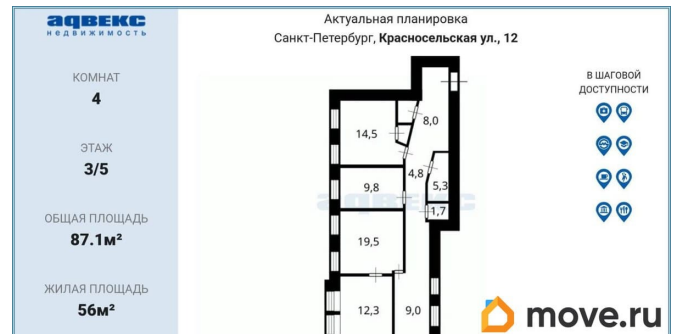 адвекс
недвижимость
КОМНАТ
4
ЭТАЖ
3/5
ОБЩАЯ ПЛОЩАДЬ
87.1м²
ЖИЛАЯ ПЛОЩАДЬ
56м²
Актуальная планировка
Санкт-Петербург, Красносельская ул., 12
8,0
14,5
4,8
5,3
9,8
адвекс
1,7
19,5
12,3
9,0
В ШАГОВОЙ
ДОСТУПНОСТИ
move.ru